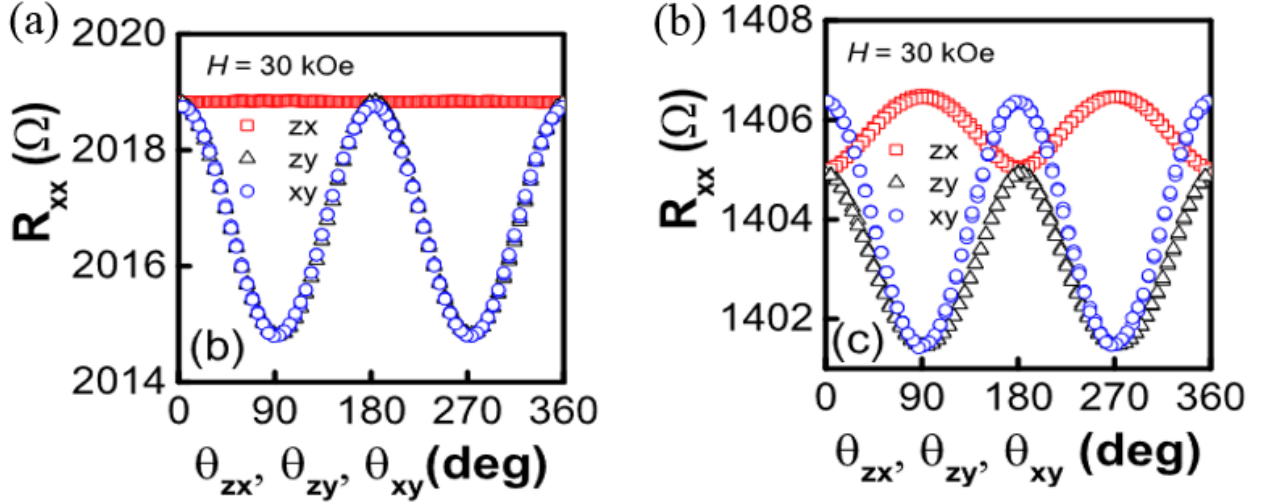 (a)
2020
2018
2016
2014
R_xx (Ω)
H = 30 kOe
zx
zy
xy
(b)
0 90 180 270 360
θ_zx, θ_zy, θ_xy (deg)
(b)
1408
1406
1404
1402
R_xx (Ω)
H = 30 kOe
zx
zy
xy
(c)
0 90 180 270 360
θ_zx, θ_zy, θ_xy (deg)